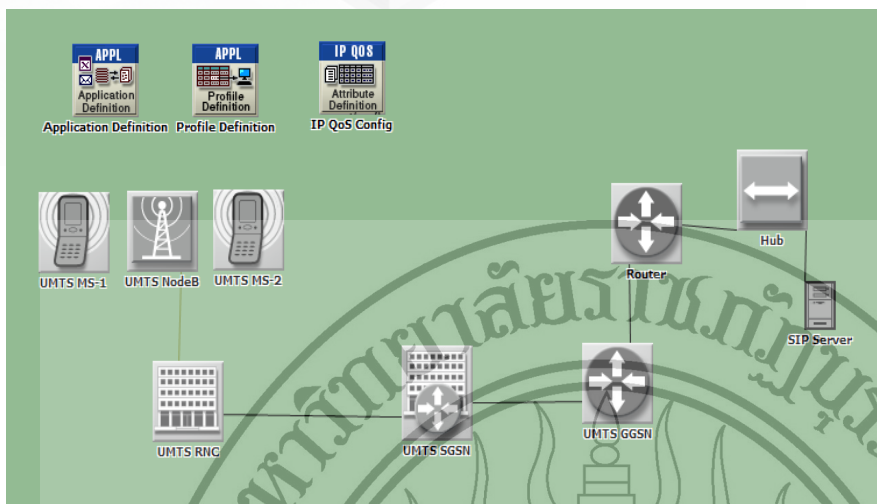 APPL
Application
Definition
Application Definition
APPL
Profile
Definition
Profile Definition
IP QOS
Attribute
Definition
IP QoS Config
UMTS MS-1
UMTS NodeB
UMTS MS-2
Router
Hub
SIP Server
UMTS RNC
UMTS SGSN
UMTS GGSN